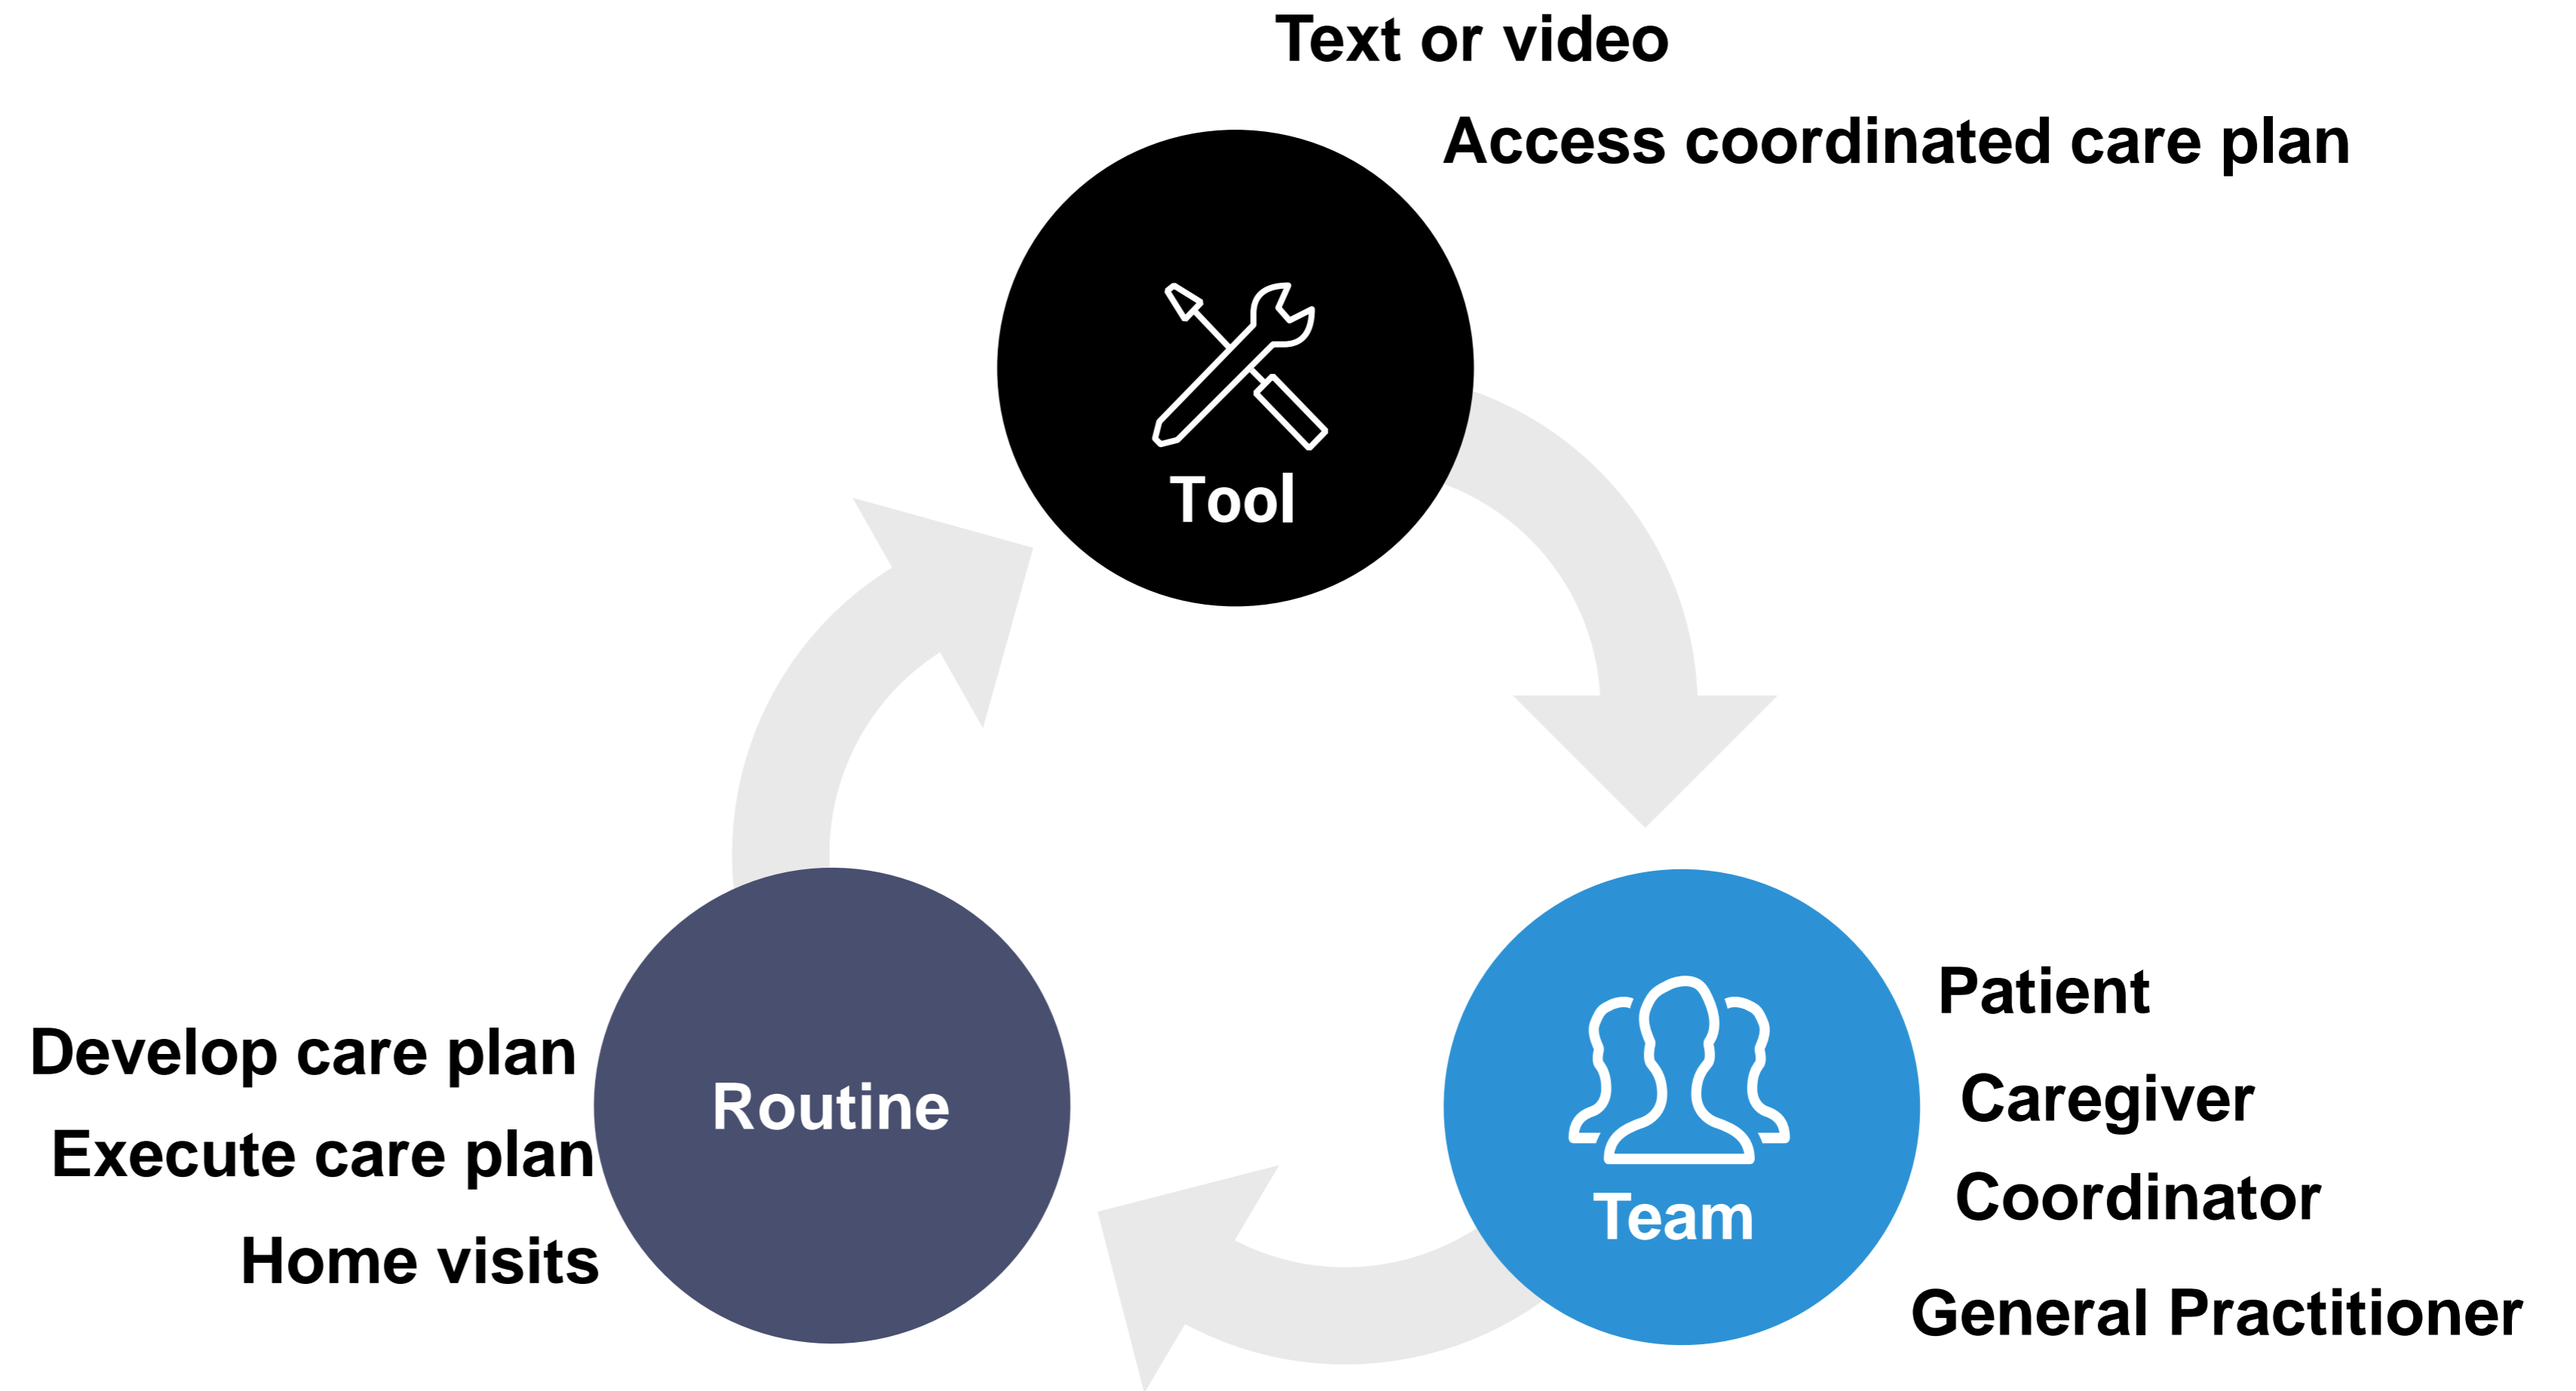 Text or video
Access coordinated care plan
Tool
Patient
Caregiver
Coordinator
General Practitioner
Team
Develop care plan
Execute care plan
Home visits
Routine